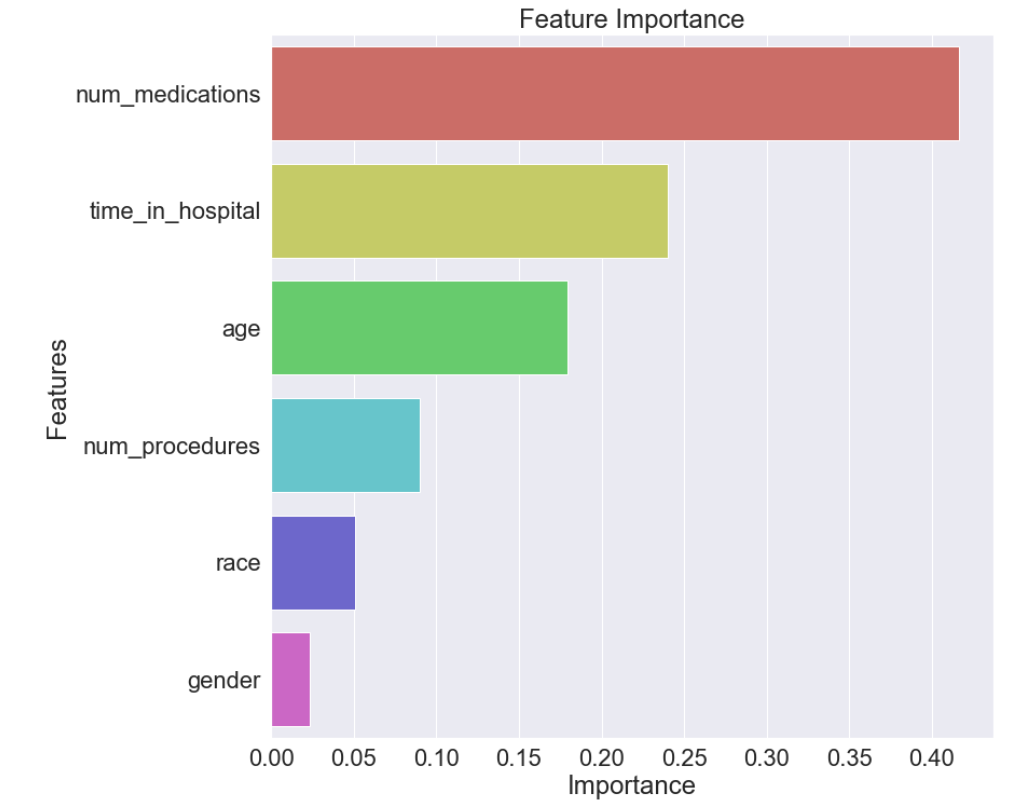 Feature Importance
num_medications
time_in_hospital
age
num_procedures
race
gender
Features
0.00 0.05 0.10 0.15 0.20 0.25 0.30 0.35 0.40
Importance